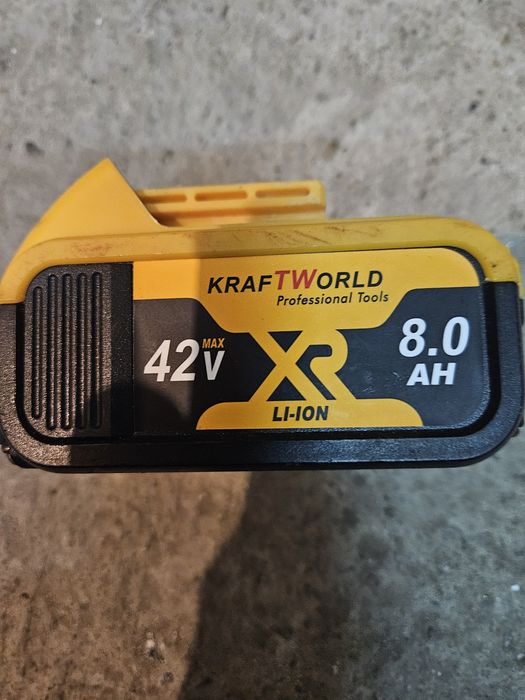 KRAFTWORLD
Professional Tools
42V MAX
XR
8.0
AH
LI-ION